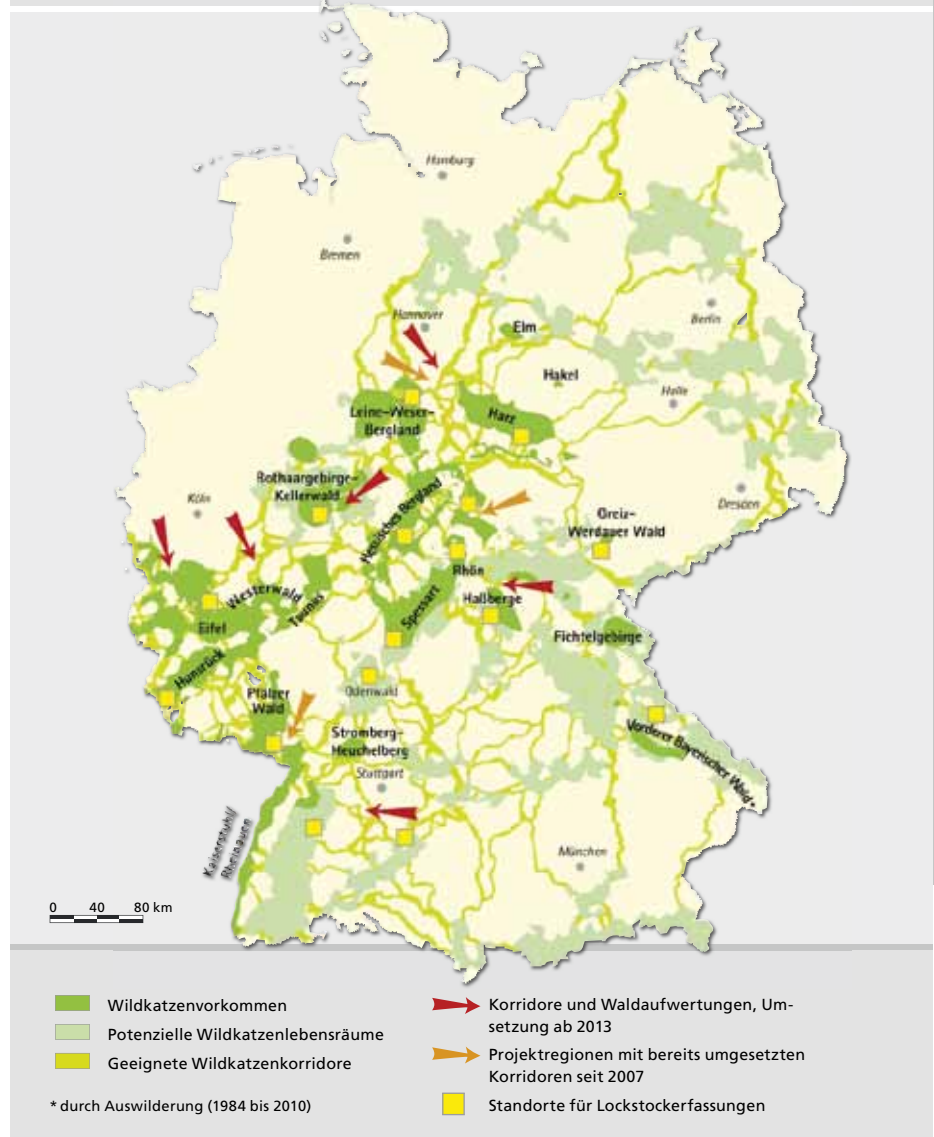 Hamburg
Bremen
Hannover
Elm
Berlin
Hakel
Halle
Leine-Weser-
Bergland
Harz
Rothaargebirge-
Kellerwald
Köln
Hessisches Bergland
Dresden
Greiz-
Werdauer Wald
Rhön
Westerwald
Taunus
Haßberge
Spessart
Eifel
Fichtelgebirge
Hunsrück
Pfälzer
Wald
Odenwald
Stromberg-
Heuchelberg
Vorderer Bayerischer Wald*
Stuttgart
Kaiserstuhl/
Rheinauen
München
0 40 80 km
Wildkatzenvorkommen
Potenzielle Wildkatzenlebensräume
Geeignete Wildkatzenkorridore
* durch Auswilderung (1984 bis 2010)
Korridore und Waldaufwertungen, Um-
setzung ab 2013
Projektregionen mit bereits umgesetzten
Korridoren seit 2007
Standorte für Lockstockerfassungen